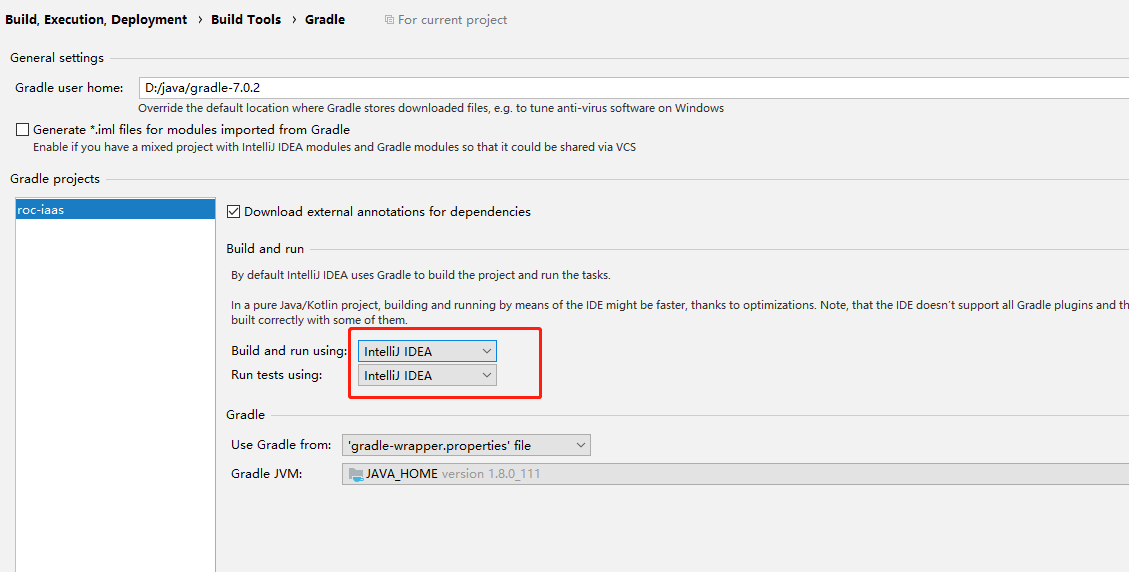 Build, Execution, Deployment › Build Tools › Gradle For current project
General settings
Gradle user home: D:/java/gradle-7.0.2
Override the default location where Gradle stores downloaded files, e.g. to tune anti-virus software on Windows
Generate *.iml files for modules imported from Gradle
Enable if you have a mixed project with IntelliJ IDEA modules and Gradle modules so that it could be shared via VCS
Gradle projects
roc-iaas
Download external annotations for dependencies
Build and run
By default IntelliJ IDEA uses Gradle to build the project and run the tasks.
In a pure Java/Kotlin project, building and running by means of the IDE might be faster, thanks to optimizations. Note, that the IDE doesn't support all Gradle plugins and th
built correctly with some of them.
Build and run using: IntelliJ IDEA
Run tests using: IntelliJ IDEA
Gradle
Use Gradle from: 'gradle-wrapper.properties' file
Gradle JVM: JAVA_HOME version 1.8.0_111